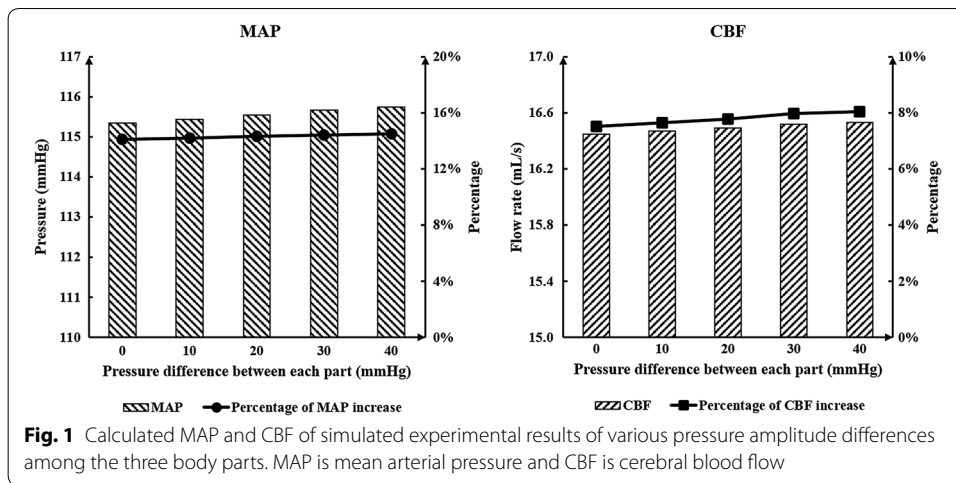 MAP
117
116
115
114
113
112
111
110
Pressure (mmHg)
20%
16%
12%
8%
4%
0%
Percentage
0 10 20 30 40
Pressure difference between each part (mmHg)
MAP Percentage of MAP increase
CBF
17.0
16.6
16.2
15.8
15.4
15.0
Flow rate (mL/s)
10%
8%
6%
4%
2%
0%
Percentage
0 10 20 30 40
Pressure difference between each part (mmHg)
CBF Percentage of CBF increase
Fig. 1 Calculated MAP and CBF of simulated experimental results of various pressure amplitude differences
among the three body parts. MAP is mean arterial pressure and CBF is cerebral blood flow